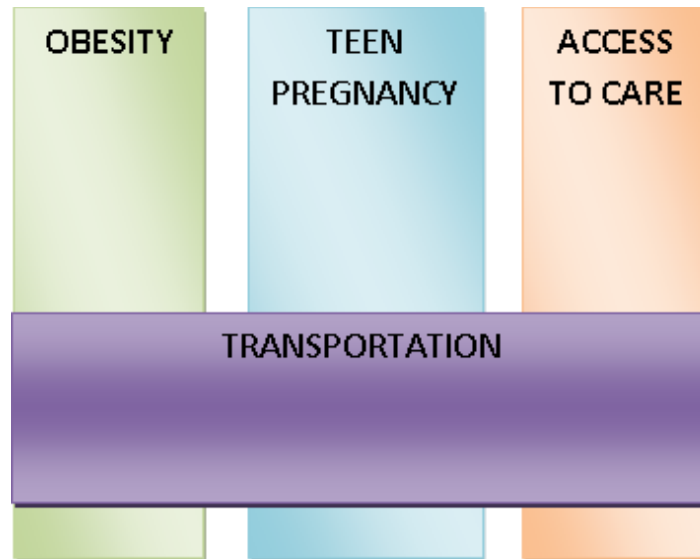 OBESITY
TEEN
PREGNANCY
ACCESS
TO CARE
TRANSPORTATION